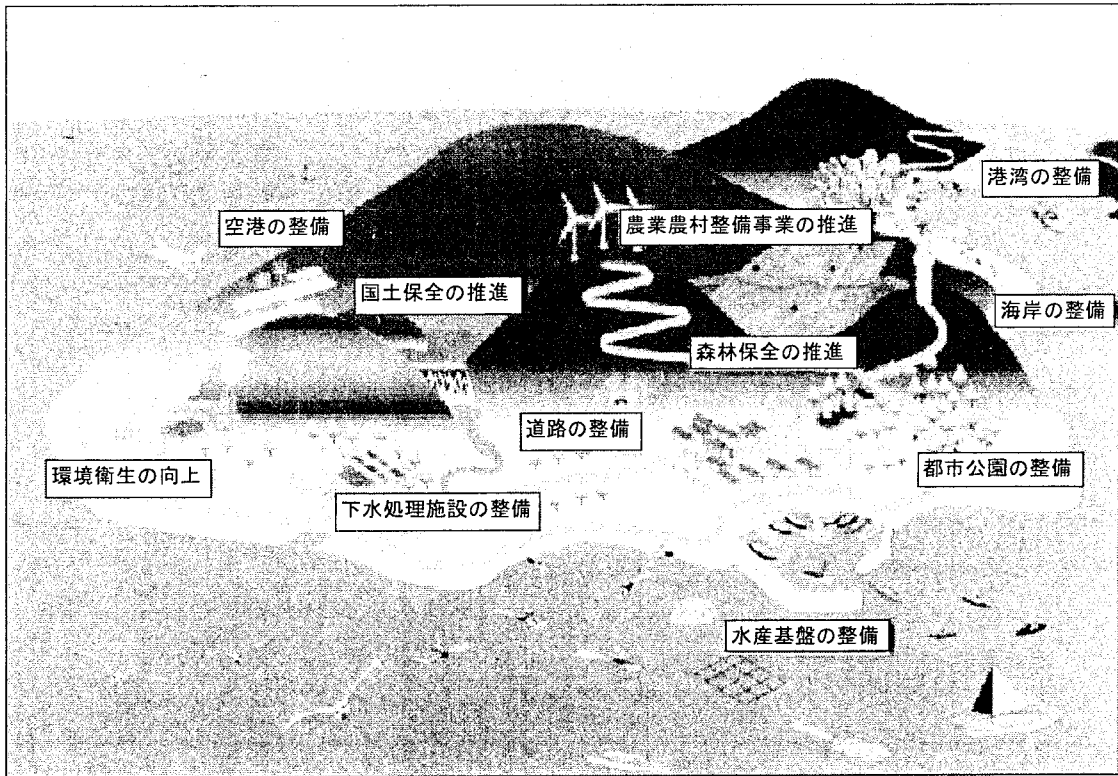 港湾の整備
空港の整備
農業農村整備事業の推進
国土保全の推進
海岸の整備
森林保全の推進
道路の整備
環境衛生の向上
都市公園の整備
下水処理施設の整備
水産基盤の整備